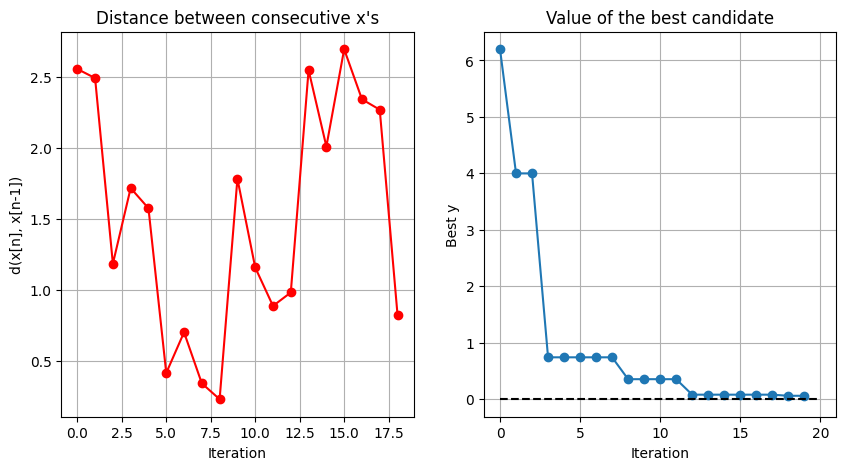 Distance between consecutive x's
d(x[n], x[n-1])
2.5
2.0
1.5
1.0
0.5
0.0 2.5 5.0 7.5 10.0 12.5 15.0 17.5
Iteration
Value of the best candidate
Best y
6
5
4
3
2
1
0
0 5 10 15 20
Iteration